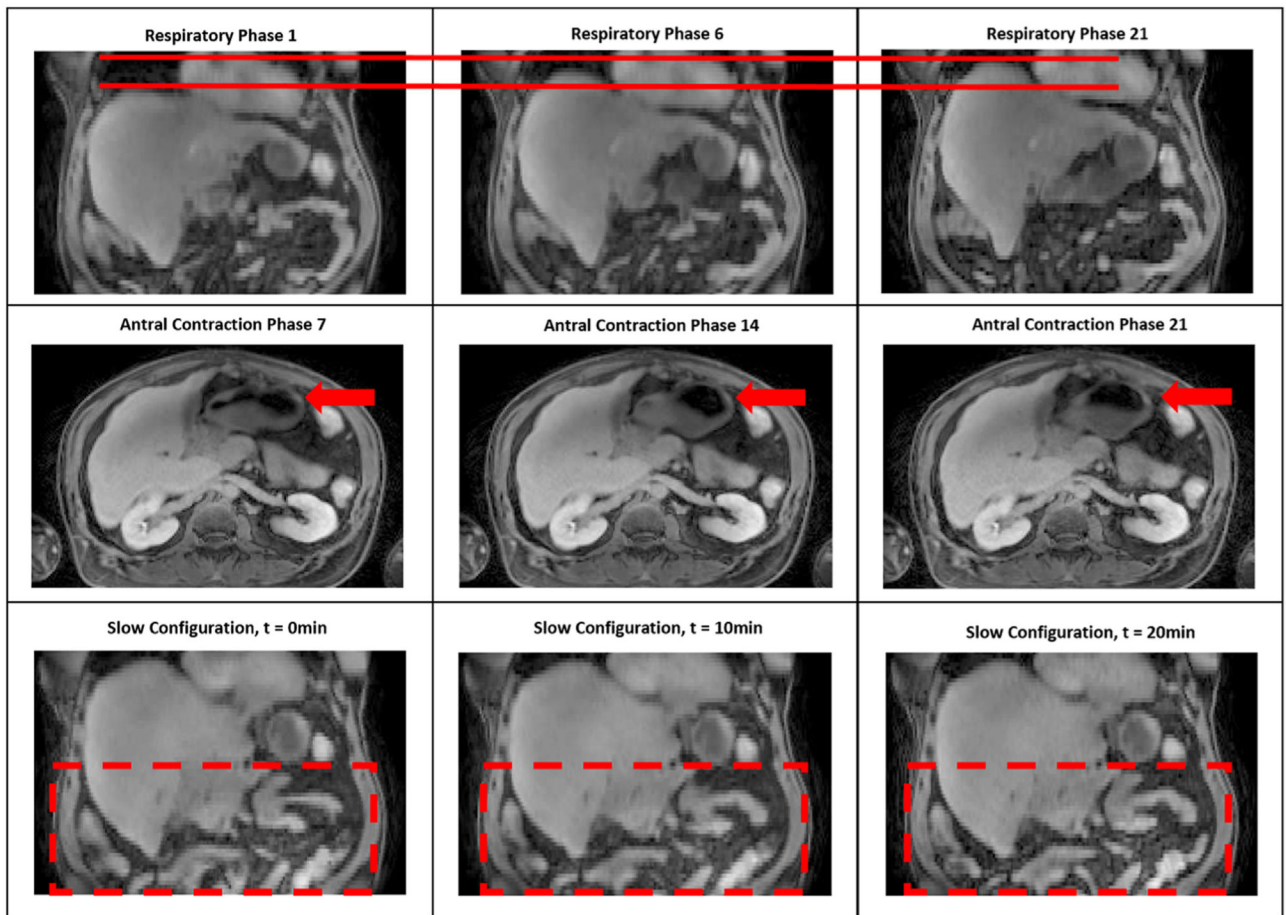 Respiratory Phase 1
Respiratory Phase 6
Respiratory Phase 21
Antral Contraction Phase 7
Antral Contraction Phase 14
Antral Contraction Phase 21
Slow Configuration, t = 0min
Slow Configuration, t = 10min
Slow Configuration, t = 20min